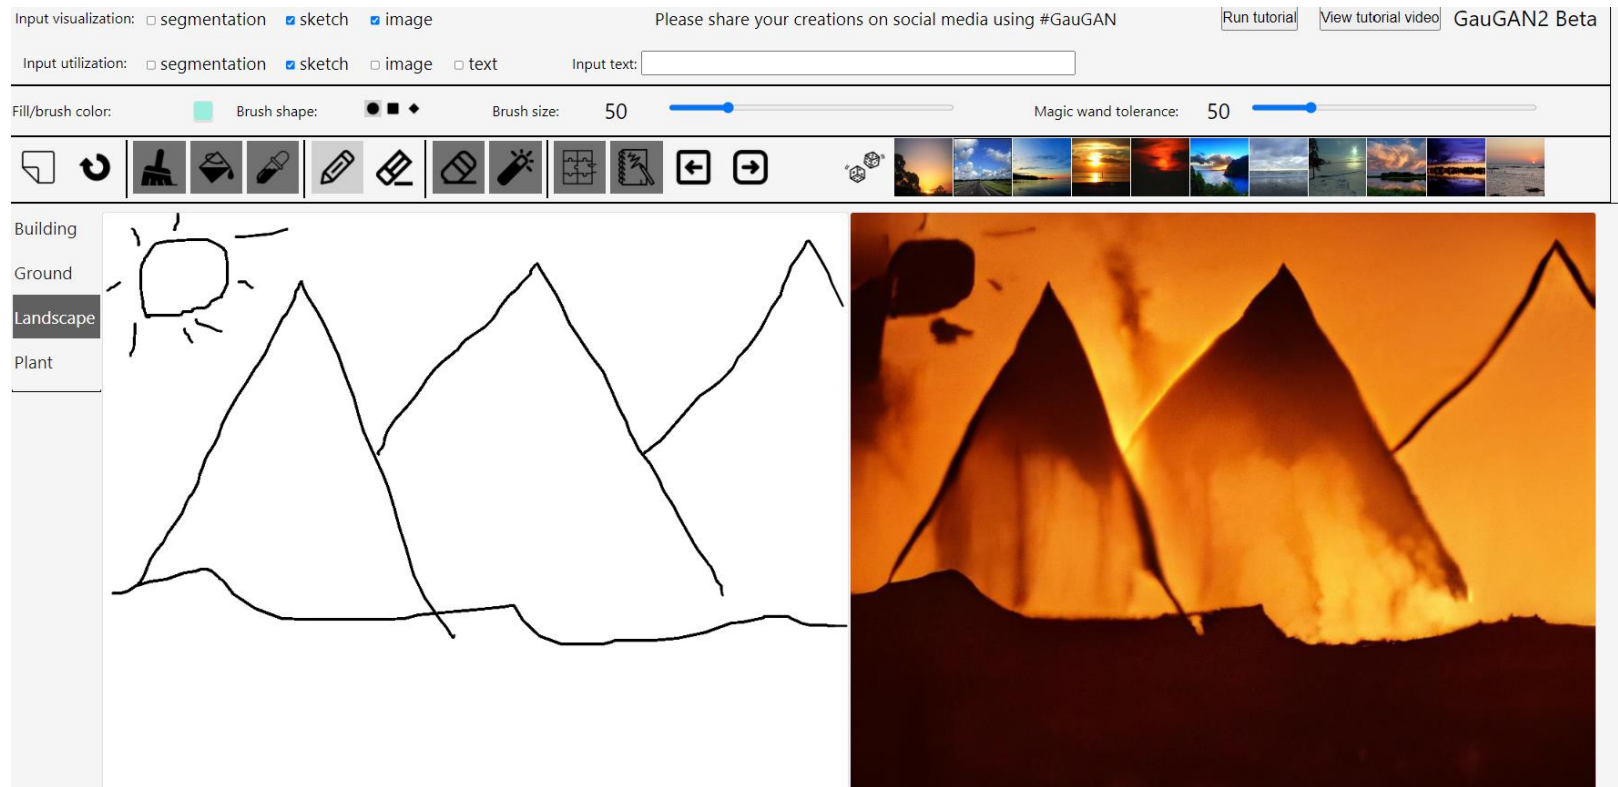 Input visualization: segmentation sketch image Please share your creations on social media using #GauGAN Run tutorial View tutorial video GauGAN2 Beta
Input utilization: segmentation sketch image text Input text:
Fill/brush color: Brush shape: Brush size: 50 Magic wand tolerance: 50
Building
Ground
Landscape
Plant